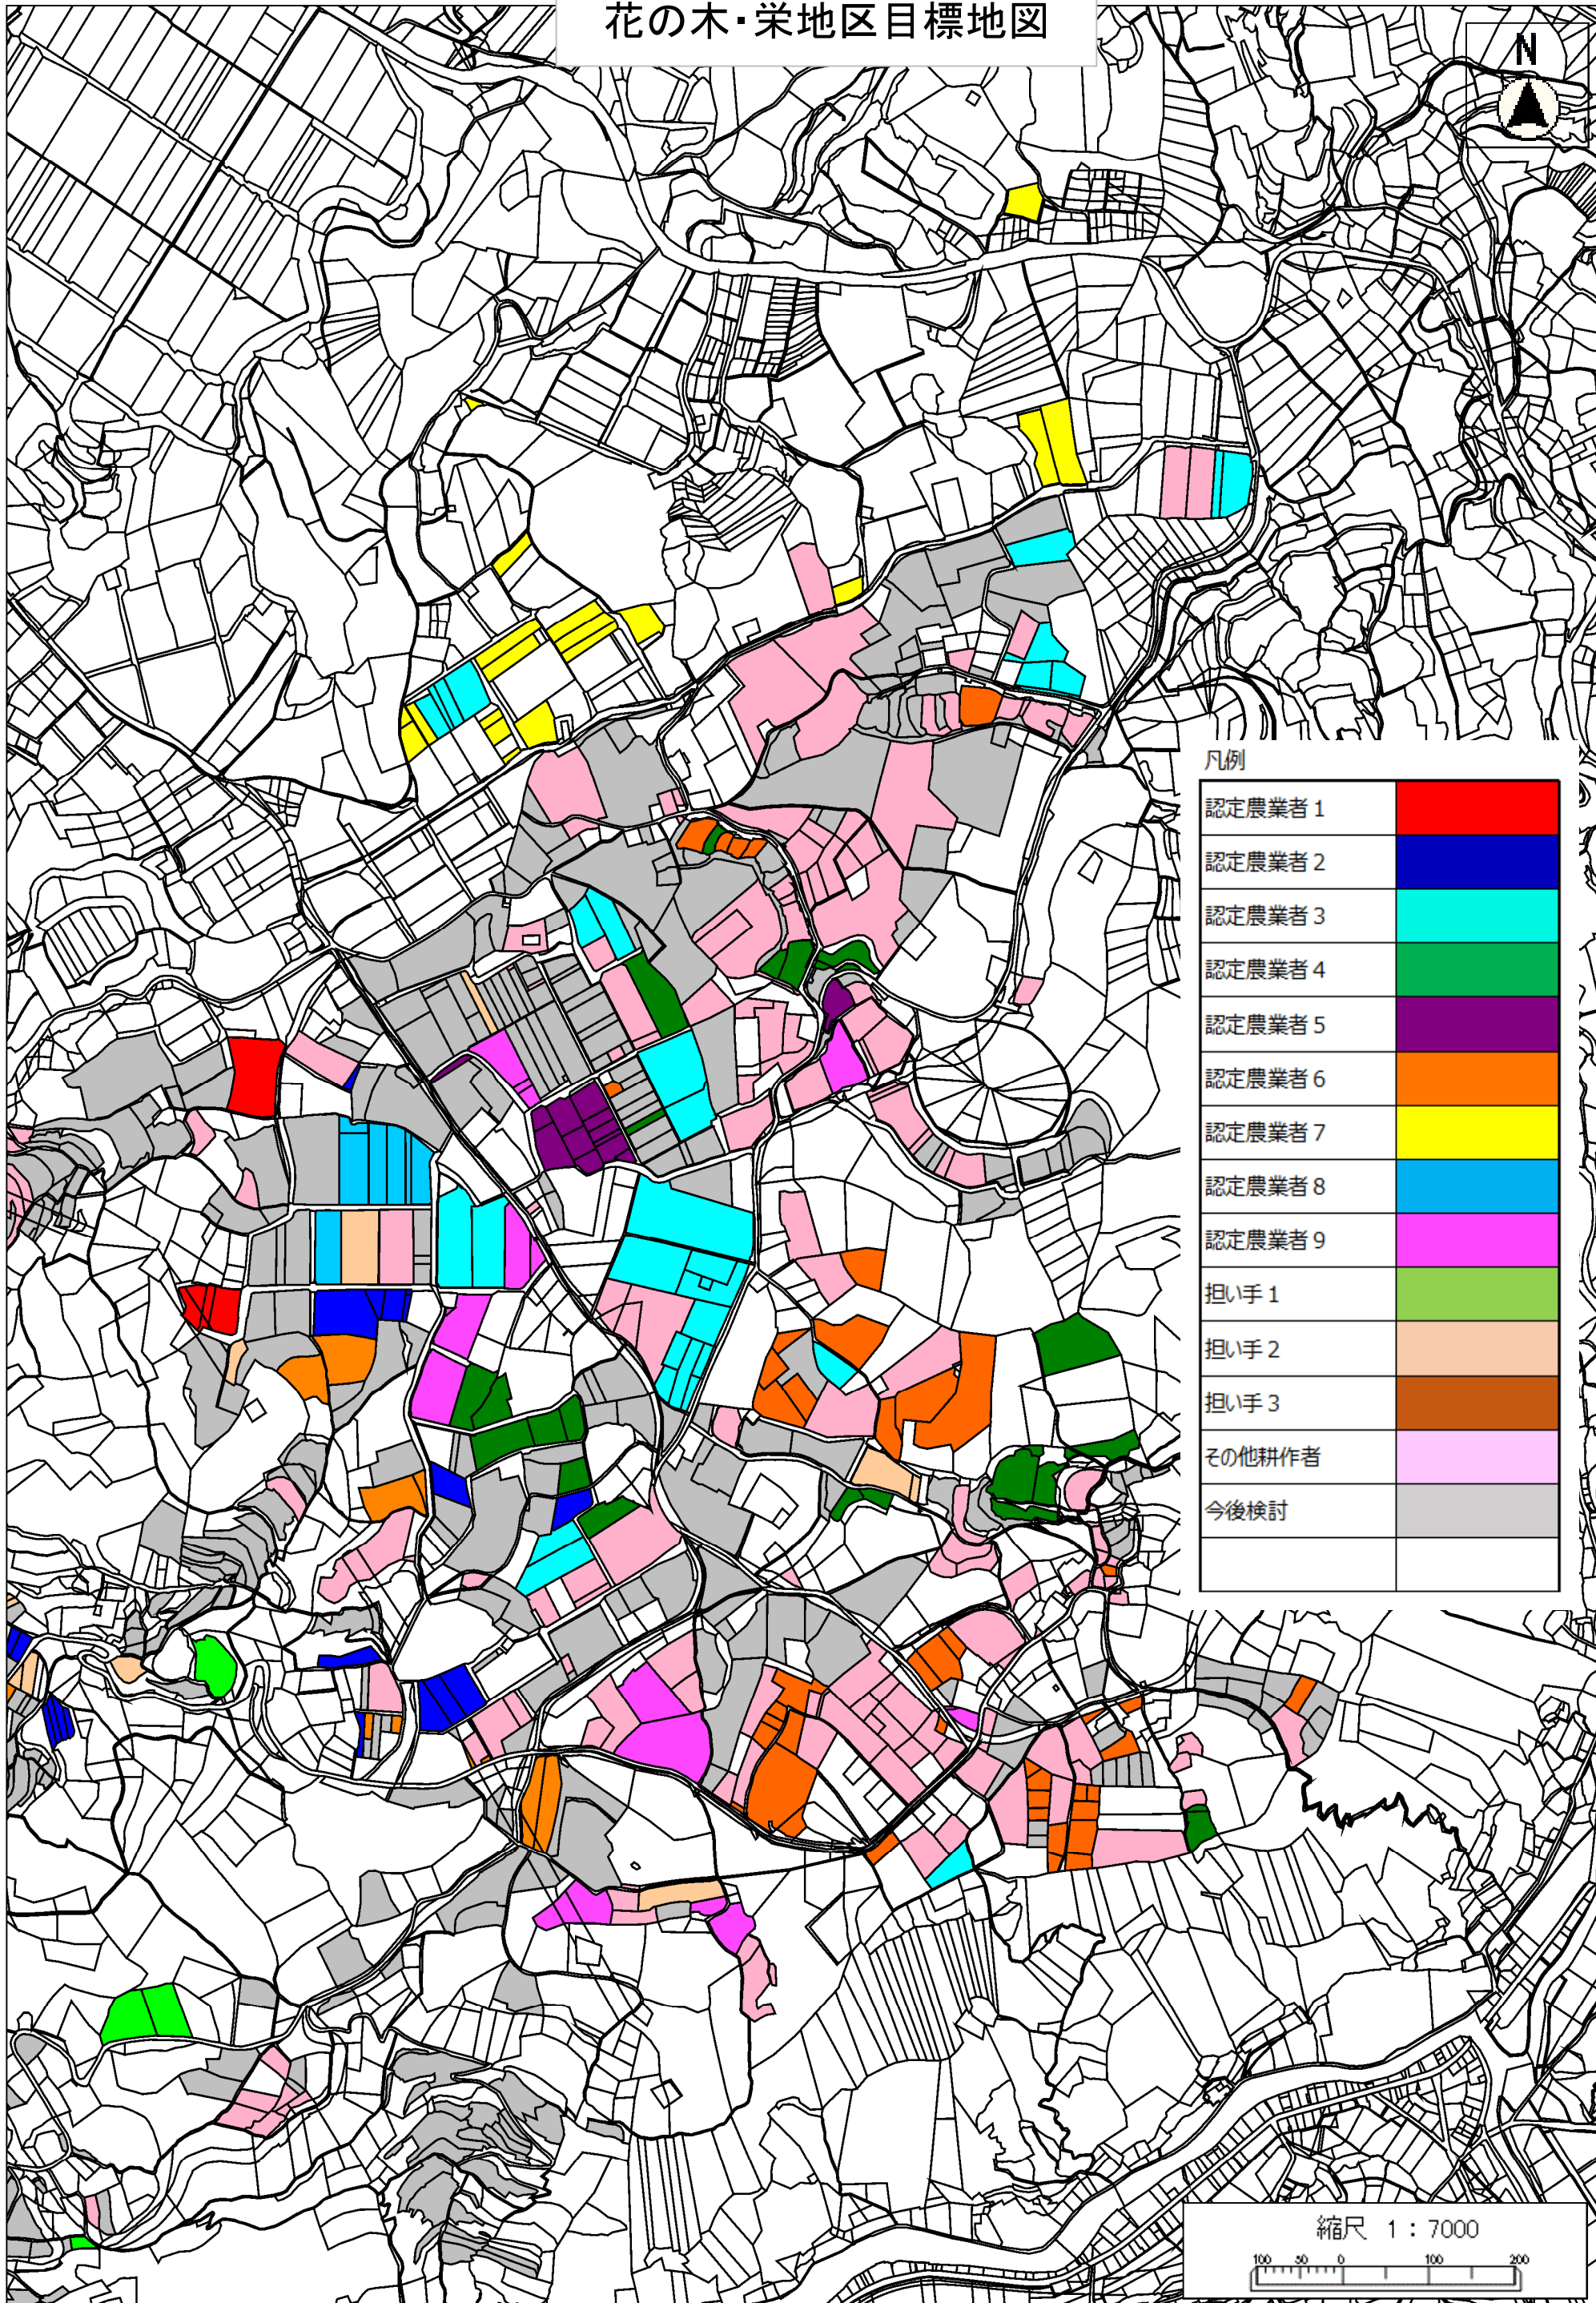 花の木・栄地区目標地図
N
凡例
認定農業者1
認定農業者2
認定農業者3
認定農業者4
認定農業者5
認定農業者6
認定農業者7
認定農業者8
認定農業者9
担い手1
担い手2
担い手3
その他耕作者
今後検討
縮尺 1：7000
100 50 0 100 200